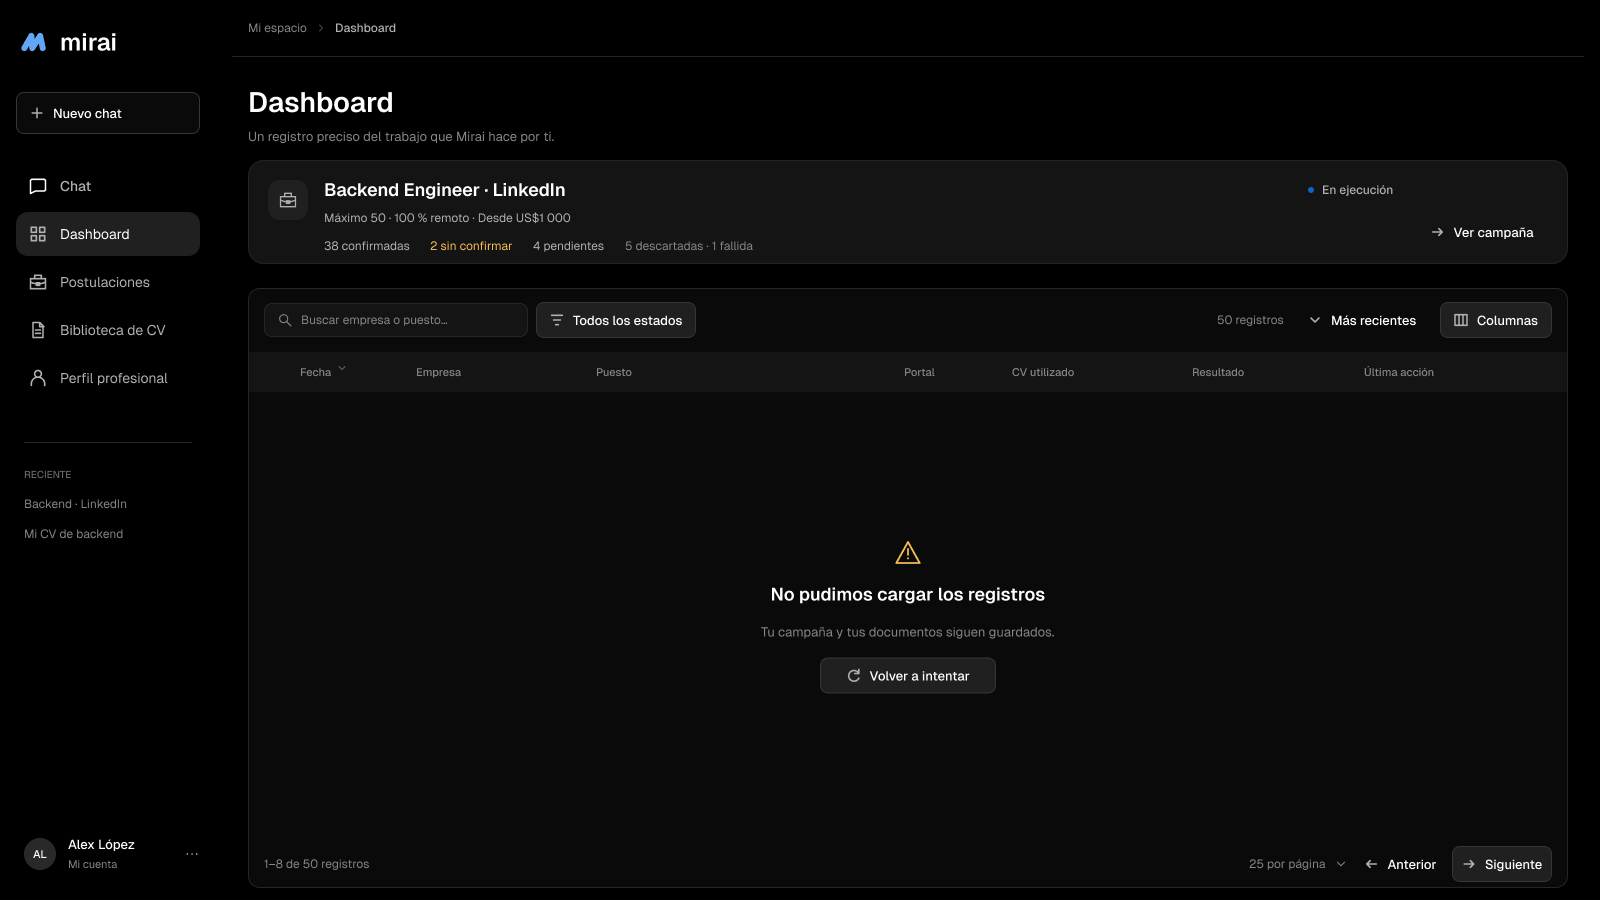 mirai
Nuevo chat
Chat
Dashboard
Postulaciones
Biblioteca de CV
Perfil profesional
RECIENTE
Backend · LinkedIn
Mi CV de backend
AL
Alex López
Mi cuenta
···
Mi espacio > Dashboard
Dashboard
Un registro preciso del trabajo que Mirai hace por ti.
Backend Engineer · LinkedIn
Máximo 50 · 100 % remoto · Desde US$1 000
38 confirmadas 2 sin confirmar 4 pendientes 5 descartadas · 1 fallida
En ejecución
Ver campaña
Buscar empresa o puesto… Todos los estados 50 registros Más recientes Columnas
Fecha Empresa Puesto Portal CV utilizado Resultado Última acción
No pudimos cargar los registros
Tu campaña y tus documentos siguen guardados.
Volver a intentar
1–8 de 50 registros 25 por página Anterior Siguiente